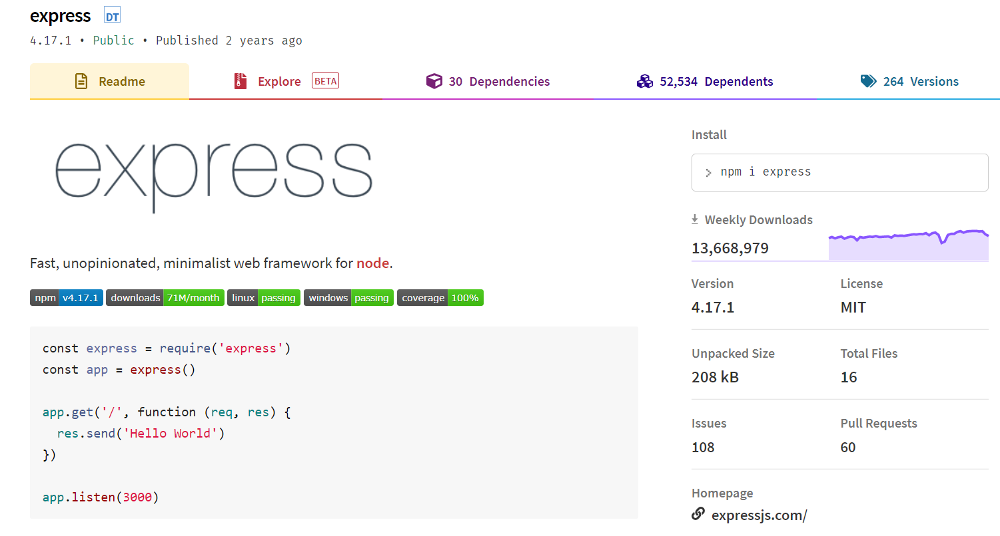 express DT
4.17.1 • Public • Published 2 years ago
Readme
Explore BETA
30 Dependencies
52,534 Dependents
264 Versions
express
Fast, unopinionated, minimalist web framework for node.
npm v4.17.1 downloads 71M/month linux passing windows passing coverage 100%
const express = require('express')
const app = express()
app.get('/', function (req, res) {
  res.send('Hello World')
})
app.listen(3000)
Install
> npm i express
Weekly Downloads
13,668,979
Version License
4.17.1 MIT
Unpacked Size Total Files
208 kB 16
Issues Pull Requests
108 60
Homepage
expressjs.com/